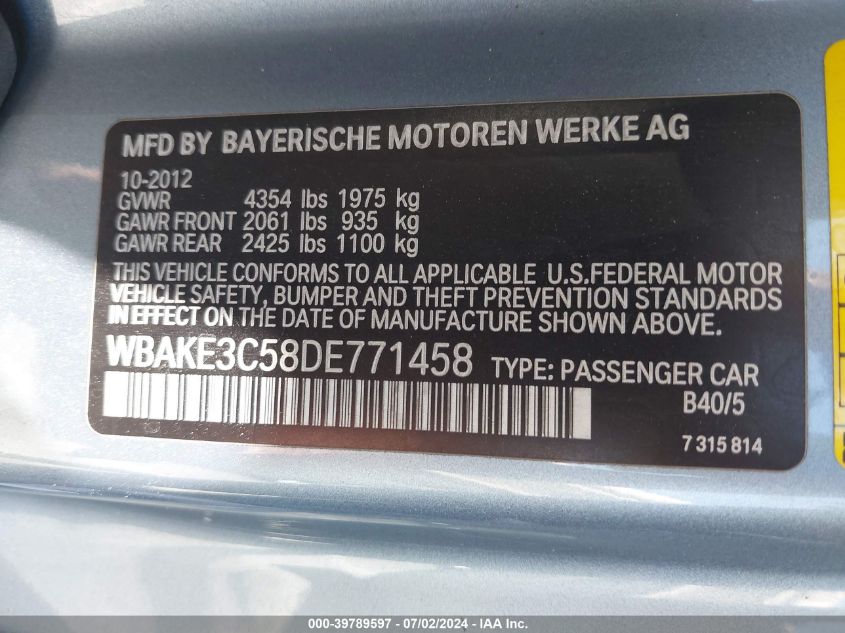 MFD BY BAYERISCHE MOTOREN WERKE AG
10-2012
GVWR 4354 lbs 1975 kg
GAWR FRONT 2061 lbs 935 kg
GAWR REAR 2425 lbs 1100 kg
THIS VEHICLE CONFORMS TO ALL APPLICABLE U.S.FEDERAL MOTOR
VEHICLE SAFETY, BUMPER AND THEFT PREVENTION STANDARDS
IN EFFECT ON THE DATE OF MANUFACTURE SHOWN ABOVE.
WBAKE3C58DE771458 TYPE: PASSENGER CAR
B40/5
7 315 814
000-39789597 - 07/02/2024 - IAA Inc.